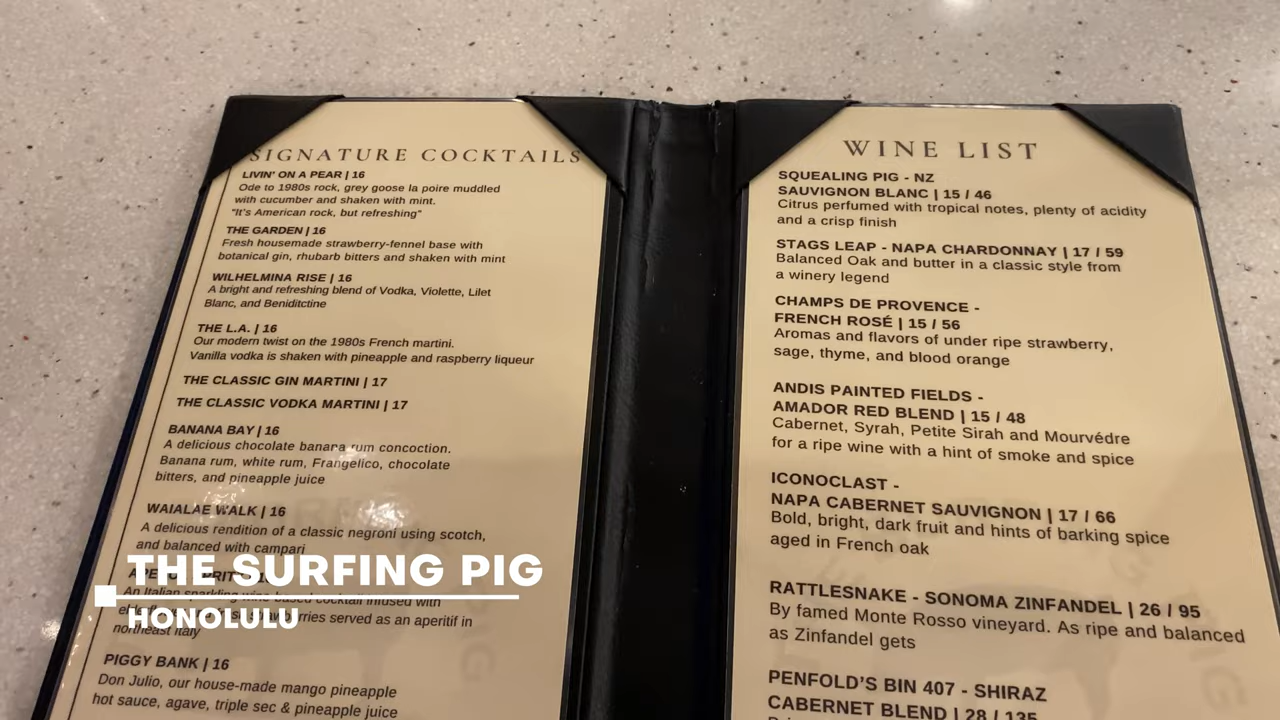 SIGNATURE COCKTAILS
LIVIN' ON A PEAR | 16
Ode to 1980s rock, grey goose la poire muddled
with cucumber and shaken with mint.
"It's American rock, but refreshing"
THE GARDEN | 16
Fresh housemade strawberry-fennel base with
botanical gin, rhubarb bitters and shaken with mint
WILHELMINA RISE | 16
A bright and refreshing blend of Vodka, Violette, Lilet
Blanc, and Beniditctine
THE L.A. | 16
Our modern twist on the 1980s French martini.
Vanilla vodka is shaken with pineapple and raspberry liqueur
THE CLASSIC GIN MARTINI | 17
THE CLASSIC VODKA MARTINI | 17
BANANA BAY | 16
A delicious chocolate banana rum concoction.
Banana rum, white rum, Frangelico, chocolate
bitters, and pineapple juice
WAIALAE WALK | 16
A delicious rendition of a classic negroni using scotch,
and balanced with campari
An Italian sparkling wine based cocktail infused with
served as an aperitif in
northeast Italy
PIGGY BANK | 16
Don Julio, our house-made mango pineapple
hot sauce, agave, triple sec & pineapple juice
WINE LIST
SQUEALING PIG - NZ
SAUVIGNON BLANC | 15 / 46
Citrus perfumed with tropical notes, plenty of acidity
and a crisp finish
STAGS LEAP - NAPA CHARDONNAY | 17 / 59
Balanced Oak and butter in a classic style from
a winery legend
CHAMPS DE PROVENCE -
FRENCH ROSÉ | 15 / 56
Aromas and flavors of under ripe strawberry,
sage, thyme, and blood orange
ANDIS PAINTED FIELDS -
AMADOR RED BLEND | 15 / 48
Cabernet, Syrah, Petite Sirah and Mourvédre
for a ripe wine with a hint of smoke and spice
ICONOCLAST -
NAPA CABERNET SAUVIGNON | 17 / 66
Bold, bright, dark fruit and hints of barking spice
aged in French oak
RATTLESNAKE - SONOMA ZINFANDEL | 26 / 95
By famed Monte Rosso vineyard. As ripe and balanced
as Zinfandel gets
PENFOLD'S BIN 407 - SHIRAZ
CABERNET BLEND | 28 / 135
THE SURFING PIG
HONOLULU